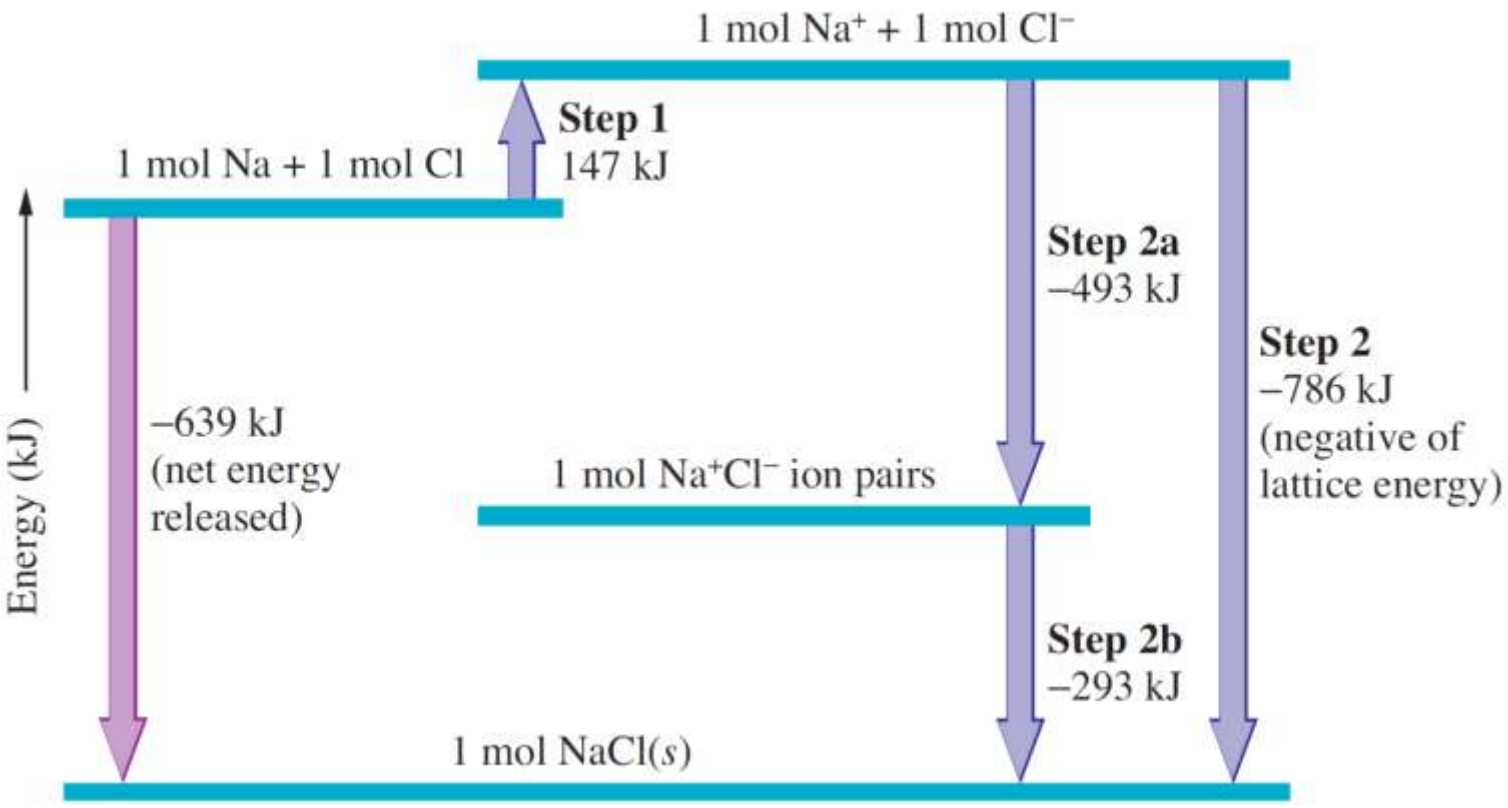 1 mol Na⁺ + 1 mol Cl⁻
Step 1
147 kJ
1 mol Na + 1 mol Cl
Step 2a
–493 kJ
Step 2
–786 kJ
(negative of
lattice energy)
–639 kJ
(net energy
released)
Energy (kJ)
1 mol Na⁺Cl⁻ ion pairs
Step 2b
–293 kJ
1 mol NaCl(s)